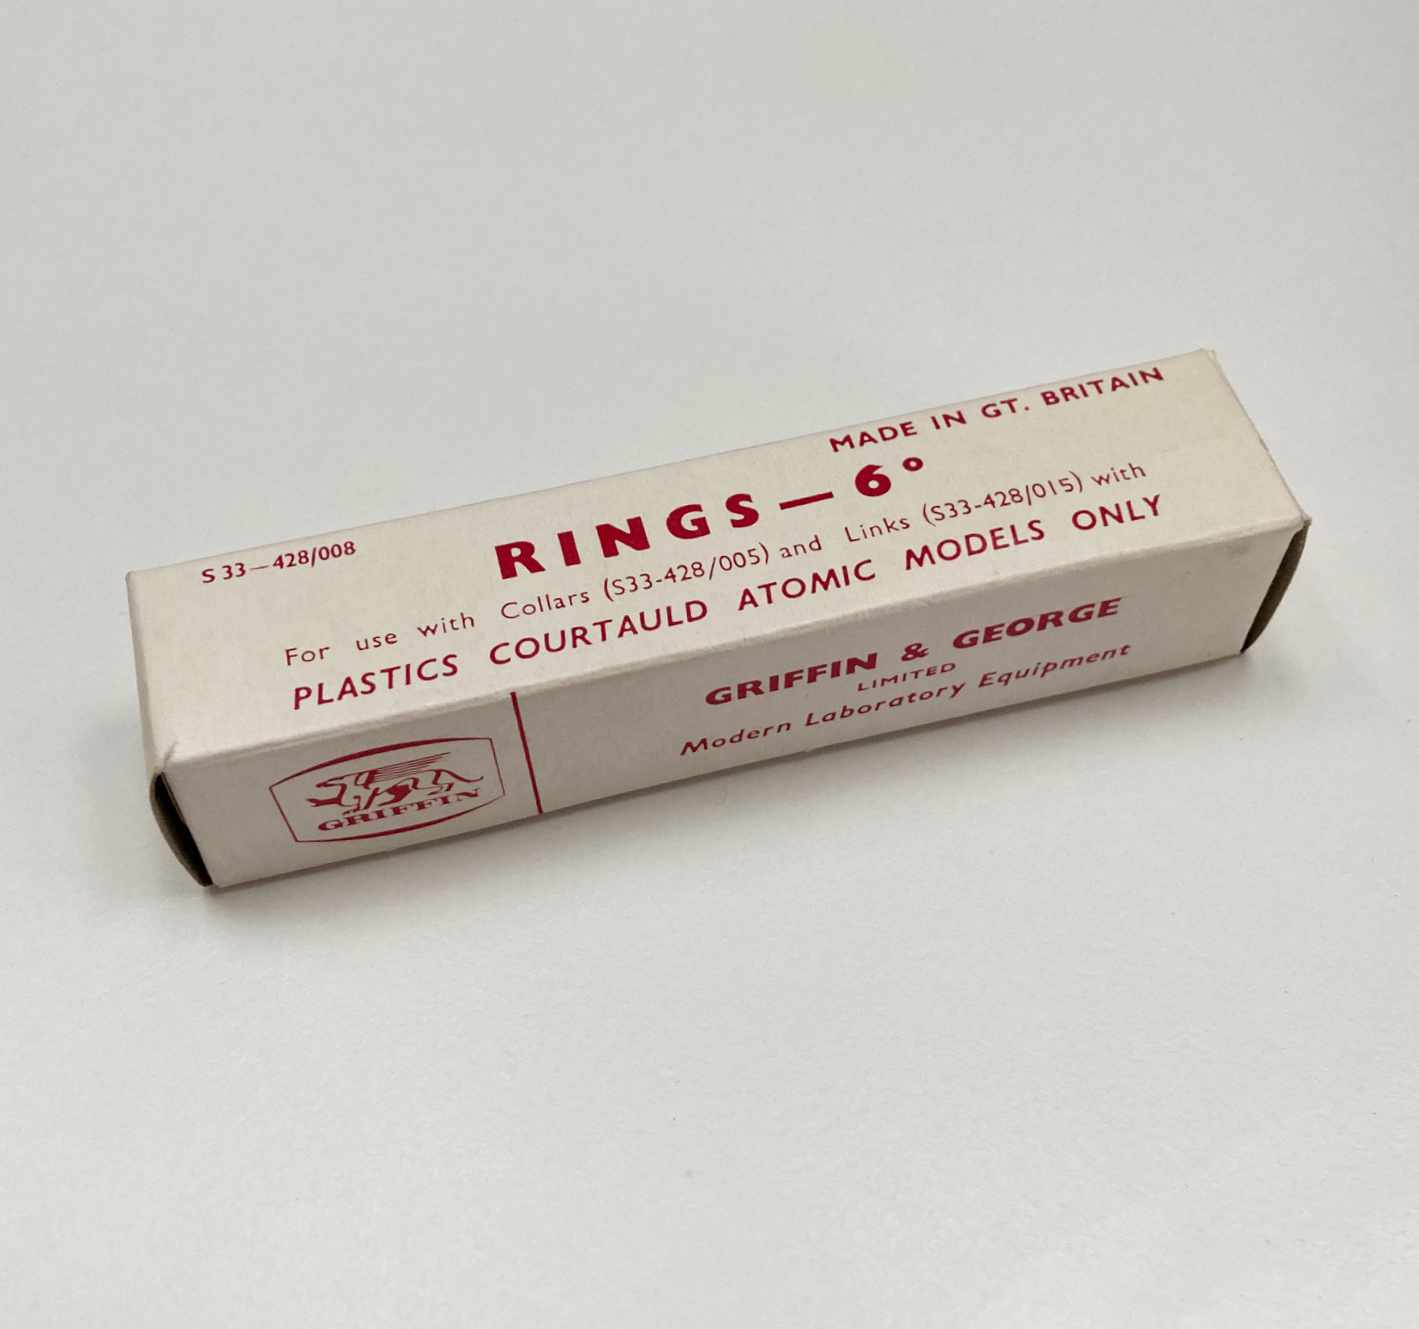 MADE IN GT. BRITAIN
S 33—428/008
RINGS—6°
For use with Collars (S33-428/005) and Links (S33-428/015) with
PLASTICS COURTAULD ATOMIC MODELS ONLY
GRIFFIN & GEORGE
LIMITED
Modern Laboratory Equipment
GRIFFIN